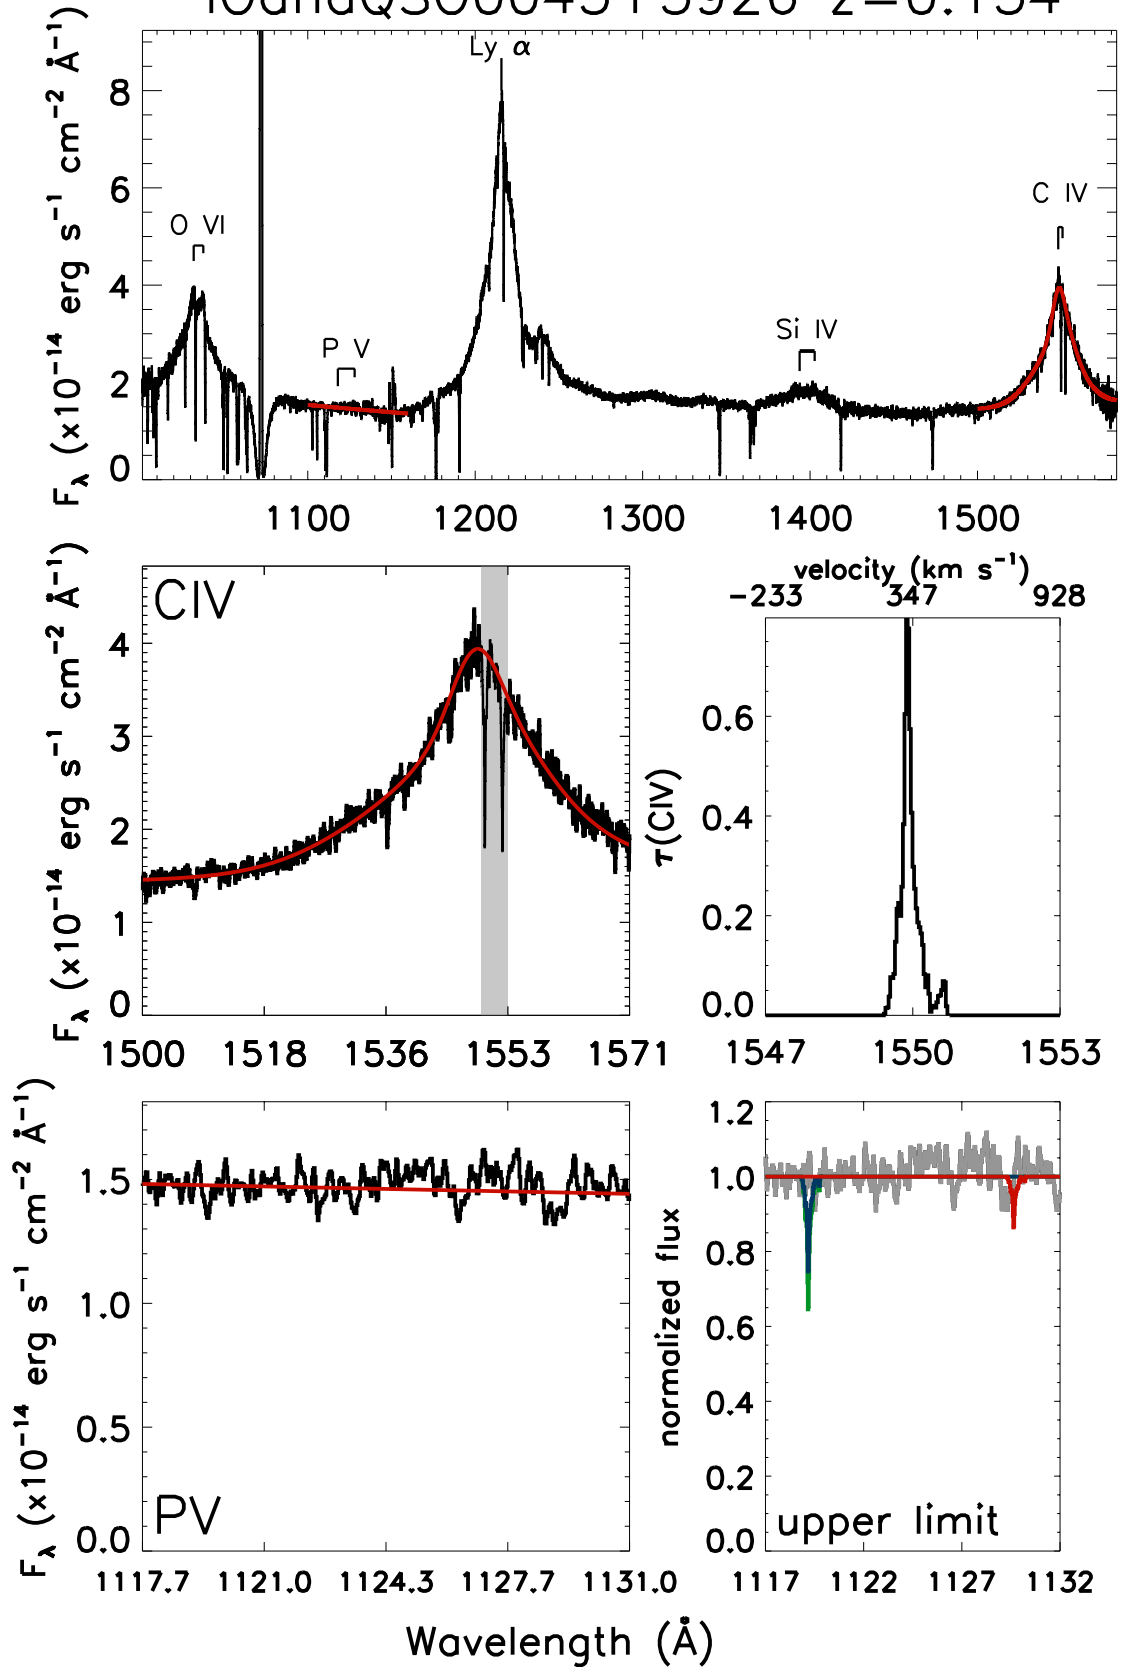 z=0.134
F_λ (x10⁻¹⁴ erg s⁻¹ cm⁻² Å⁻¹)
8
6
4
2
0
O VI
P V
Ly α
Si IV
C IV
1100 1200 1300 1400 1500
F_λ (x10⁻¹⁴ erg s⁻¹ cm⁻² Å⁻¹)
CIV
4
3
2
1
0
1500 1518 1536 1553 1571
velocity (km s⁻¹)
-233 347 928
τ(CIV)
0.6
0.4
0.2
0.0
1547 1550 1553
F_λ (x10⁻¹⁴ erg s⁻¹ cm⁻² Å⁻¹)
1.5
1.0
0.5
0.0
PV
1117.7 1121.0 1124.3 1127.7 1131.0
normalized flux
1.2
1.0
0.8
0.6
0.4
0.2
0.0
upper limit
1117 1122 1127 1132
Wavelength (Å)